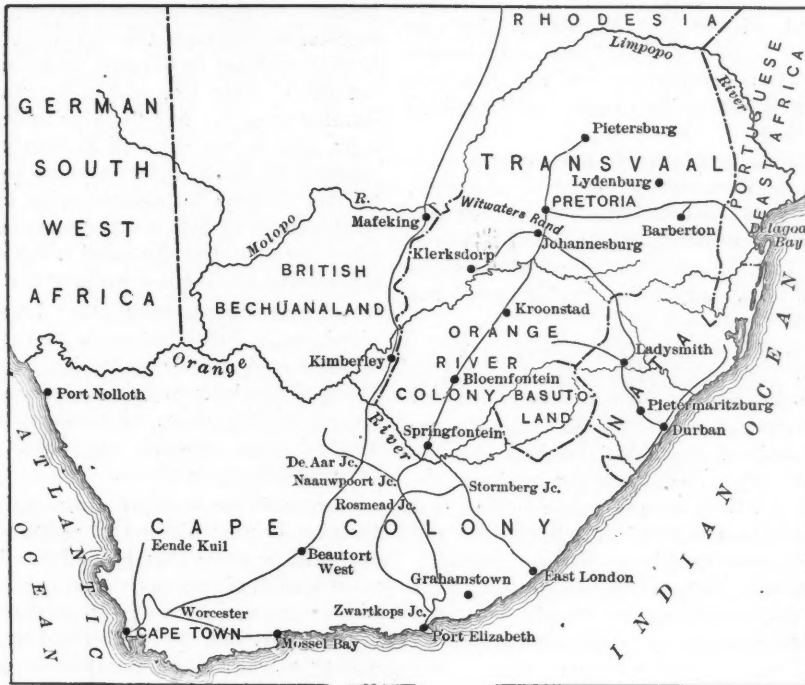 RHODESIA
Limpopo
River
PORTUGUESE
EAST AFRICA
GERMAN
SOUTH
WEST
AFRICA
Pietersburg
TRANSVAAL
Lydenburg
PRETORIA
Witwaters Rand
Molopo R.
Mafeking
Barberton
Delagoa
Bay
Johannesburg
Klerksdorp
BRITISH
BECHUANALAND
Kroonstad
ORANGE
RIVER
COLONY
NATAL
Ladysmith
Orange
River
Kimberley
Bloemfontein
BASUTO
LAND
Port Nolloth
Pietermaritzburg
Durban
Springfontein
De Aar Jc.
Naauwpoort Jc.
Stormberg Jc.
Rosmead Jc.
CAPE COLONY
Eende Kuil
Beaufort
West
Grahamstown
East London
Worcester
Zwartkops Jc.
CAPE TOWN
Mossel Bay
Port Elizabeth
ATLANTIC
OCEAN
INDIAN OCEAN